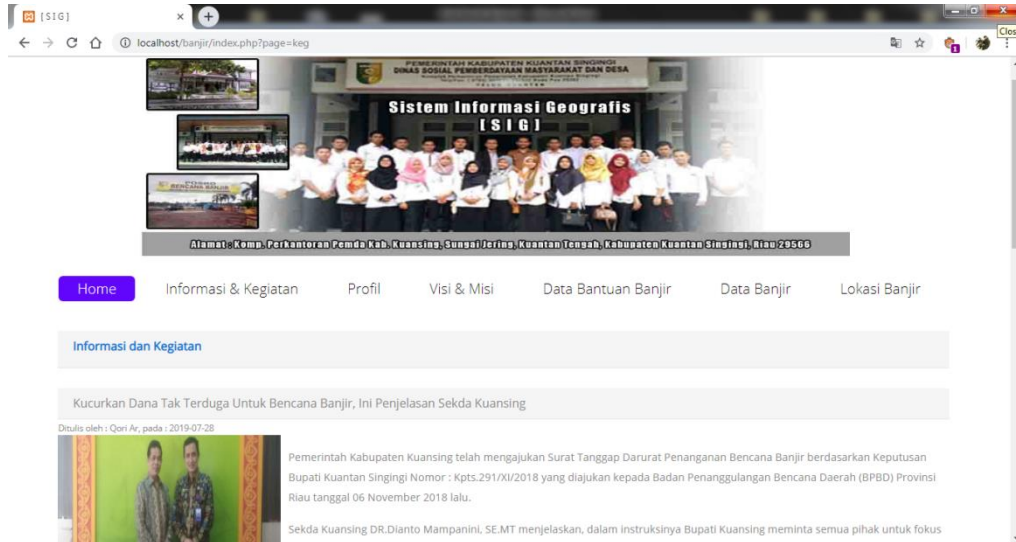 [SIG]
Clos
localhost/banjir/index.php?page=keg
PEMERINTAH KABUPATEN KUANTAN SINGINGI
DINAS SOSIAL PEMBERDAYAAN MASYARAKAT DAN DESA
Sistem Informasi Geografis
[ S I G ]
POSKO
BENCANA BANJIR
Alamat : Komp. Perkantoran Pemda Kab. Kuansing, Sungai Jering, Kuantan Tengah, Kabupaten Kuantan Singingi, Riau 29566
Home Informasi & Kegiatan Profil Visi & Misi Data Bantuan Banjir Data Banjir Lokasi Banjir
Informasi dan Kegiatan
Kucurkan Dana Tak Terduga Untuk Bencana Banjir, Ini Penjelasan Sekda Kuansing
Ditulis oleh : Qori Ar, pada : 2019-07-28
Pemerintah Kabupaten Kuansing telah mengajukan Surat Tanggap Darurat Penanganan Bencana Banjir berdasarkan Keputusan
Bupati Kuantan Singingi Nomor : Kpts.291/XI/2018 yang diajukan kepada Badan Penanggulangan Bencana Daerah (BPBD) Provinsi
Riau tanggal 06 November 2018 lalu.
Sekda Kuansing DR.Dianto Mampanini, SE.MT menjelaskan, dalam instruksinya Bupati Kuansing meminta semua pihak untuk fokus